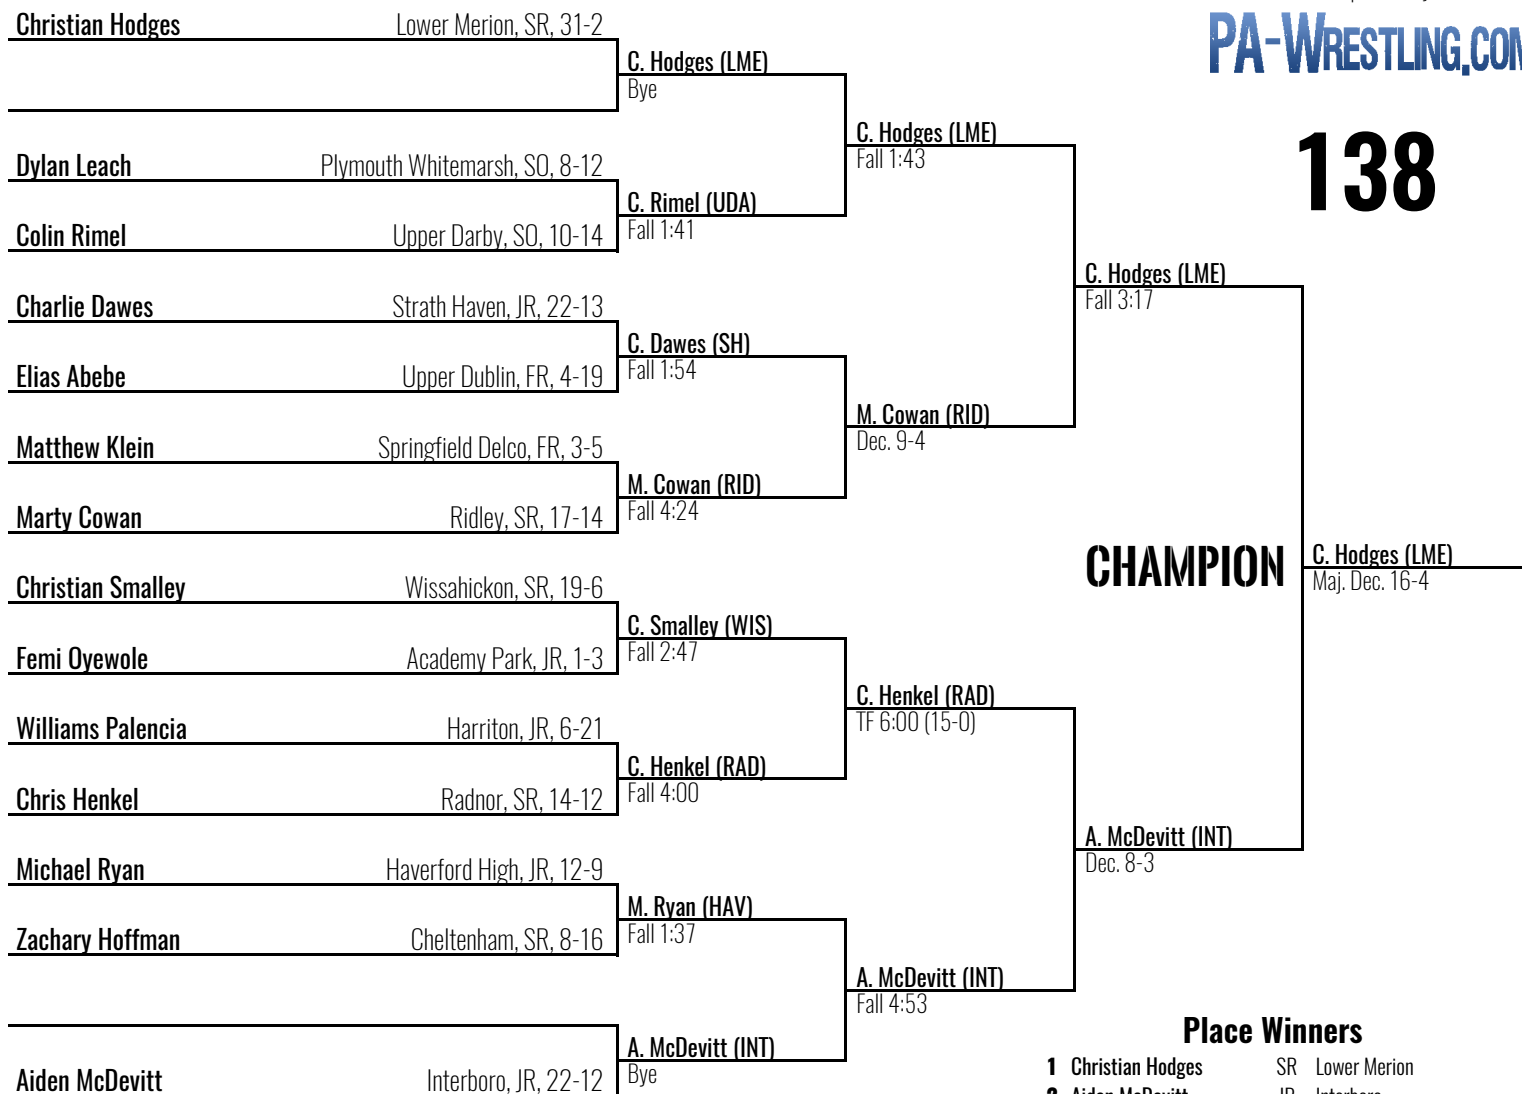 Christian Hodges Lower Merion, SR, 31-2
C. Hodges (LME)
Bye
Dylan Leach Plymouth Whitemarsh, SO, 8-12
C. Rimel (UDA)
Fall 1:41
Colin Rimel Upper Darby, SO, 10-14
C. Hodges (LME)
Fall 1:43
Charlie Dawes Strath Haven, JR, 22-13
C. Dawes (SH)
Fall 1:54
Elias Abebe Upper Dublin, FR, 4-19
Matthew Klein Springfield Delco, FR, 3-5
M. Cowan (RID)
Fall 4:24
Marty Cowan Ridley, SR, 17-14
M. Cowan (RID)
Dec. 9-4
C. Hodges (LME)
Fall 3:17
Christian Smalley Wissahickon, SR, 19-6
C. Smalley (WIS)
Fall 2:47
Femi Oyewole Academy Park, JR, 1-3
Williams Palencia Harriton, JR, 6-21
C. Henkel (RAD)
Fall 4:00
Chris Henkel Radnor, SR, 14-12
C. Henkel (RAD)
TF 6:00 (15-0)
Michael Ryan Haverford High, JR, 12-9
M. Ryan (HAV)
Fall 1:37
Zachary Hoffman Cheltenham, SR, 8-16
A. McDevitt (INT)
Bye
Aiden McDevitt Interboro, JR, 22-12
A. McDevitt (INT)
Fall 4:53
A. McDevitt (INT)
Dec. 8-3
CHAMPION
C. Hodges (LME)
Maj. Dec. 16-4
PA-WRESTLING.COM
138
Place Winners
1 Christian Hodges SR Lower Merion
2 Aiden McDevitt JR Interboro